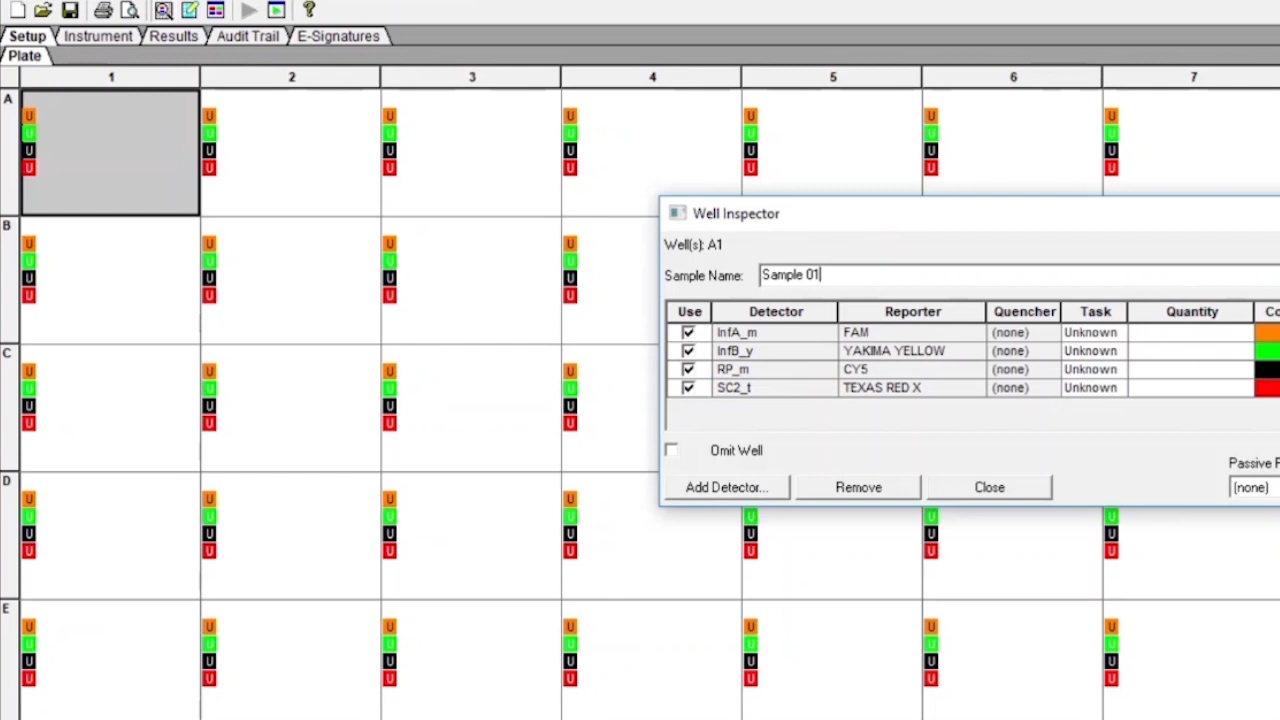 Setup Instrument Results Audit Trail E-Signatures
Plate
1 2 3 4 5 6 7
A
U U U U U U U
U U U U U U U
U U U U U U U
U U U U U U U
Well Inspector
B
Well(s): A1
U U U U
U U U U
U U U U
U U U U
Sample Name: Sample 01
Use Detector Reporter Quencher Task Quantity Co
InfA_m FAM (none) Unknown
InfB_y YAKIMA YELLOW (none) Unknown
RP_m CY5 (none) Unknown
SC2_t TEXAS RED X (none) Unknown
C
U U U U
U U U U
U U U U
U U U U
Omit Well
Passive F
Add Detector... Remove Close (none)
D
U U U U
U U U U U U U
U U U U U U U
U U U U U U U
E
U U U U U U U
U U U U U U U
U U U U U U U
U U U U U U U